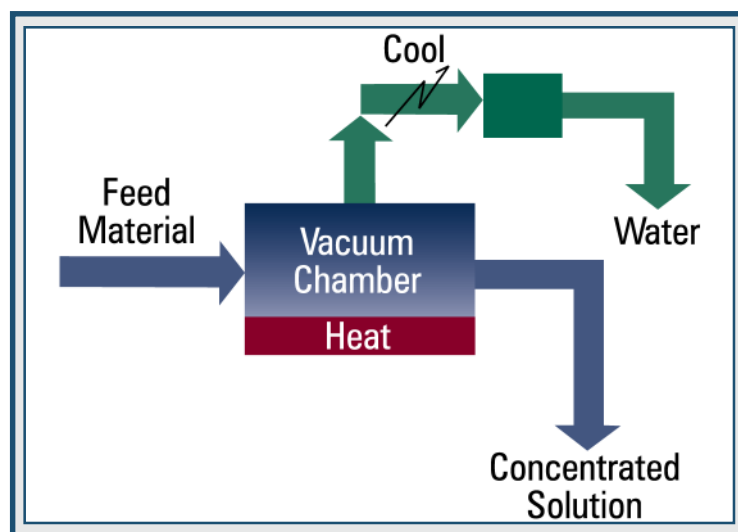 Cool
Feed
Material
Vacuum
Chamber
Water
Heat
Concentrated
Solution